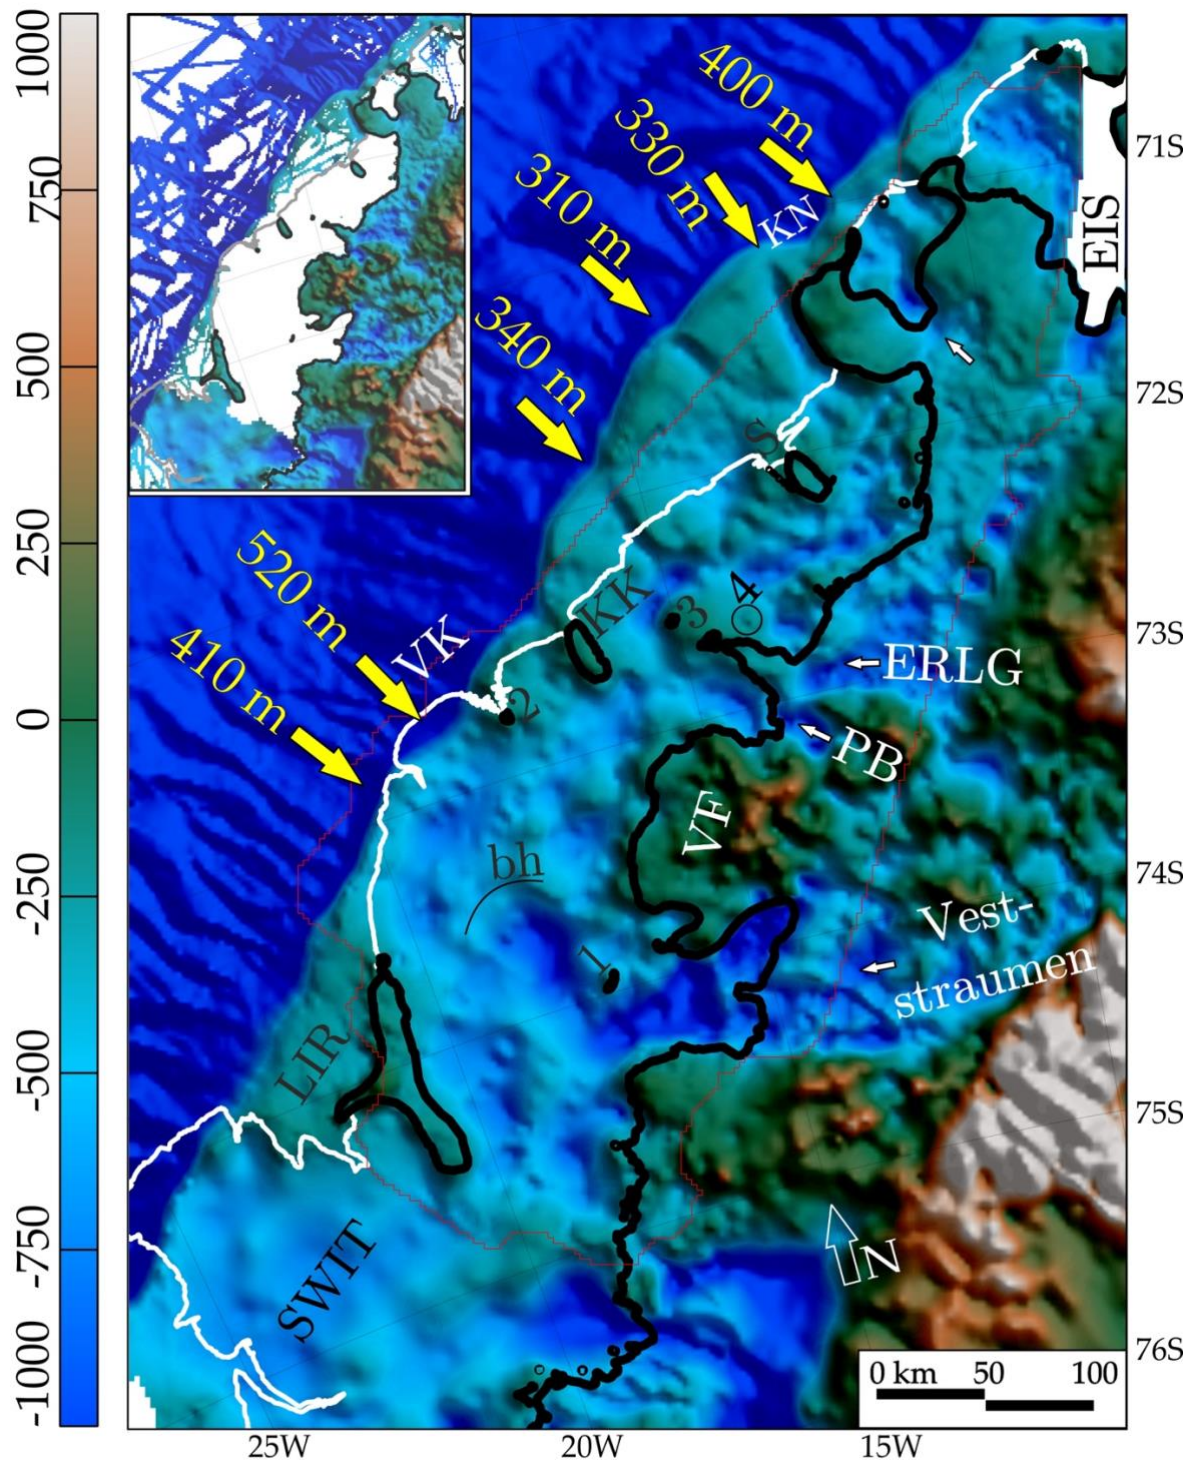 1000
750
500
250
0
-250
-500
-750
-1000
400 m
330 m
310 m
340 m
520 m
410 m
KN
EIS
S
KK
VK
2
3
4
ERLG
PB
VF
bh
1
Vest-
straumen
LIR
SWIT
N
71S
72S
73S
74S
75S
76S
0 km 50 100
25W 20W 15W